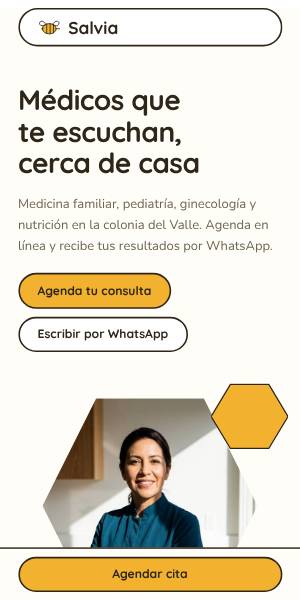 Salvia
Médicos que
te escuchan,
cerca de casa
Medicina familiar, pediatría, ginecología y
nutrición en la colonia del Valle. Agenda en
línea y recibe tus resultados por WhatsApp.
Agenda tu consulta
Escribir por WhatsApp
Agendar cita